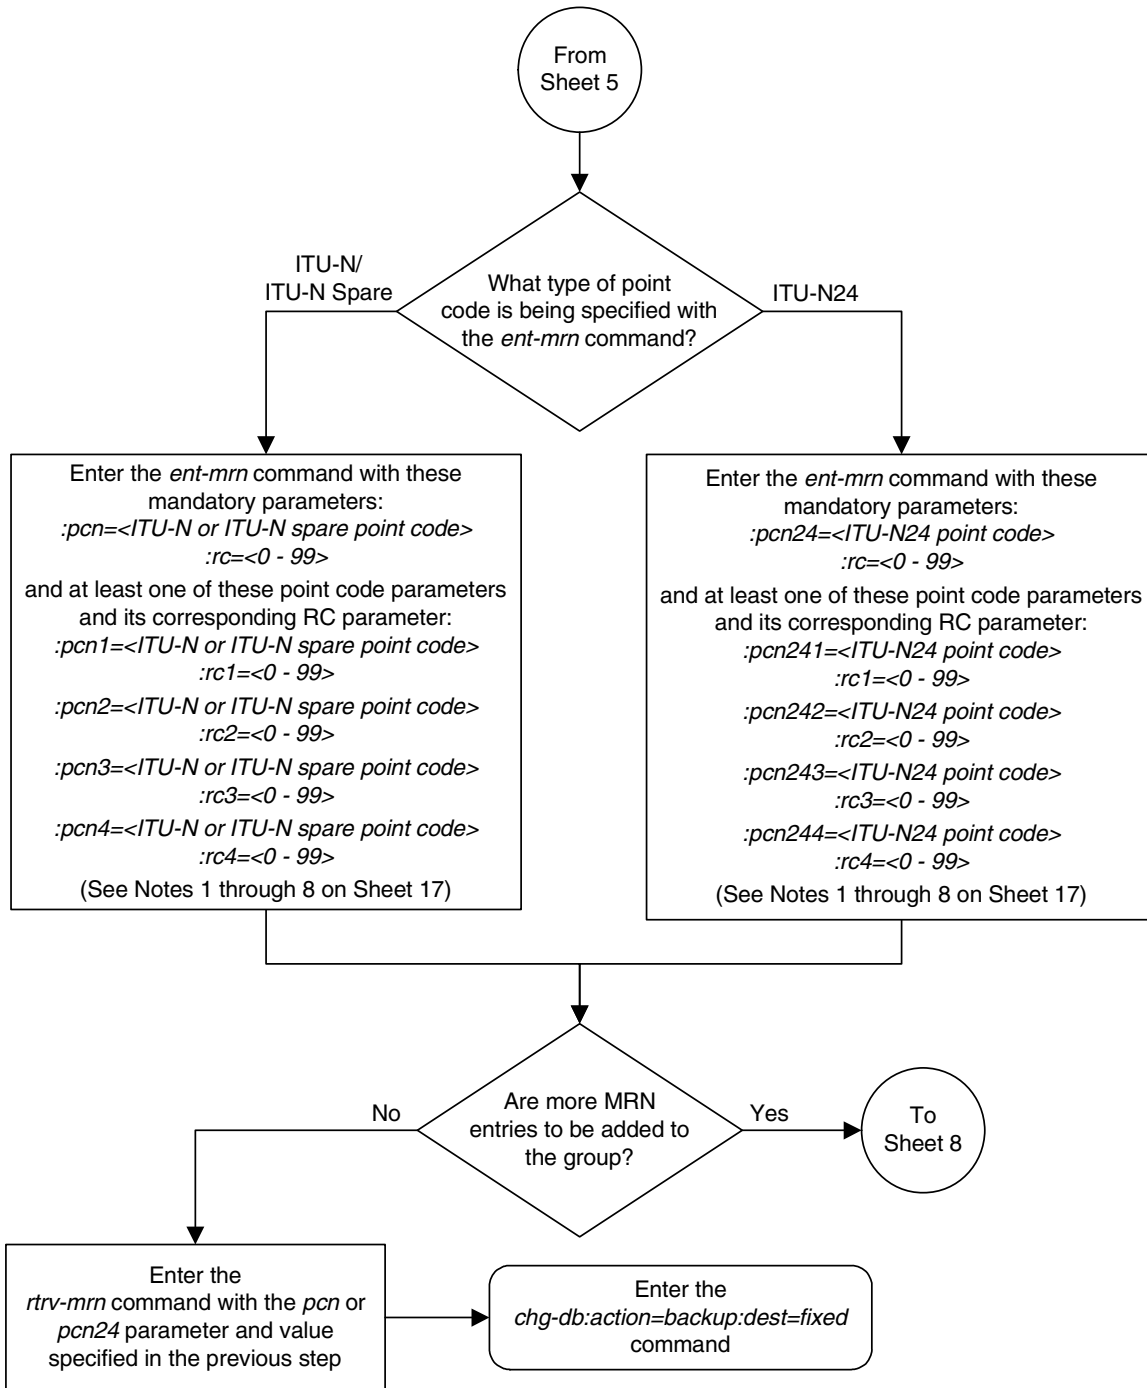 From
Sheet 5
What type of point
code is being specified with
the ent-mrn command?
ITU-N/
ITU-N Spare
ITU-N24
Enter the ent-mrn command with these
mandatory parameters:
:pcn=<ITU-N or ITU-N spare point code>
:rc=<0 - 99>
and at least one of these point code parameters
and its corresponding RC parameter:
:pcn1=<ITU-N or ITU-N spare point code>
:rc1=<0 - 99>
:pcn2=<ITU-N or ITU-N spare point code>
:rc2=<0 - 99>
:pcn3=<ITU-N or ITU-N spare point code>
:rc3=<0 - 99>
:pcn4=<ITU-N or ITU-N spare point code>
:rc4=<0 - 99>
(See Notes 1 through 8 on Sheet 17)
Enter the ent-mrn command with these
mandatory parameters:
:pcn24=<ITU-N24 point code>
:rc=<0 - 99>
and at least one of these point code parameters
and its corresponding RC parameter:
:pcn241=<ITU-N24 point code>
:rc1=<0 - 99>
:pcn242=<ITU-N24 point code>
:rc2=<0 - 99>
:pcn243=<ITU-N24 point code>
:rc3=<0 - 99>
:pcn244=<ITU-N24 point code>
:rc4=<0 - 99>
(See Notes 1 through 8 on Sheet 17)
Are more MRN
entries to be added to
the group?
No
Yes
To
Sheet 8
Enter the
rtrv-mrn command with the pcn or
pcn24 parameter and value
specified in the previous step
Enter the
chg-db:action=backup:dest=fixed
command